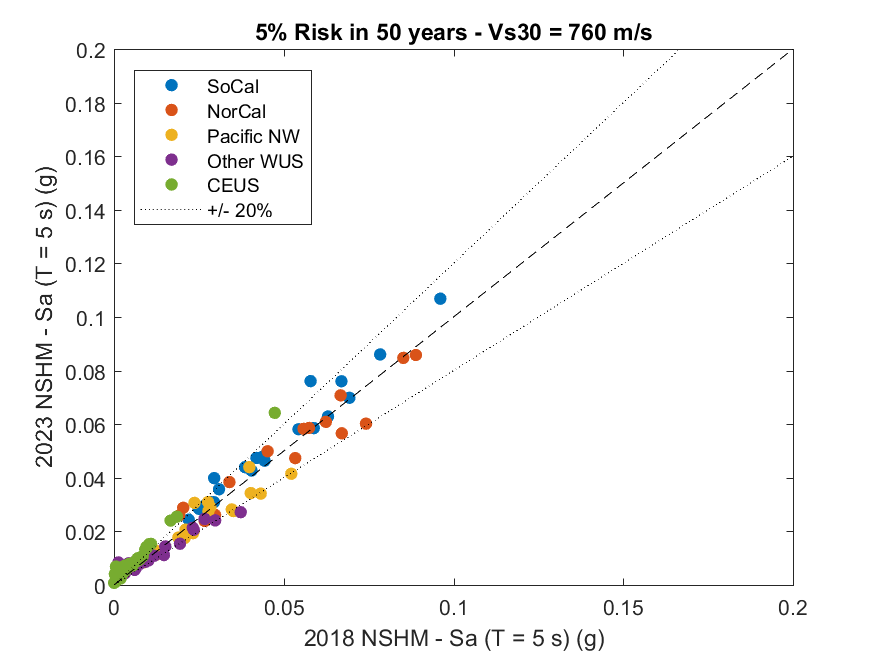 5% Risk in 50 years - Vs30 = 760 m/s
0.2
0.18
0.16
0.14
0.12
0.1
0.08
0.06
0.04
0.02
0
2023 NSHM - Sa (T = 5 s) (g)
SoCal
NorCal
Pacific NW
Other WUS
CEUS
+/- 20%
0 0.05 0.1 0.15 0.2
2018 NSHM - Sa (T = 5 s) (g)